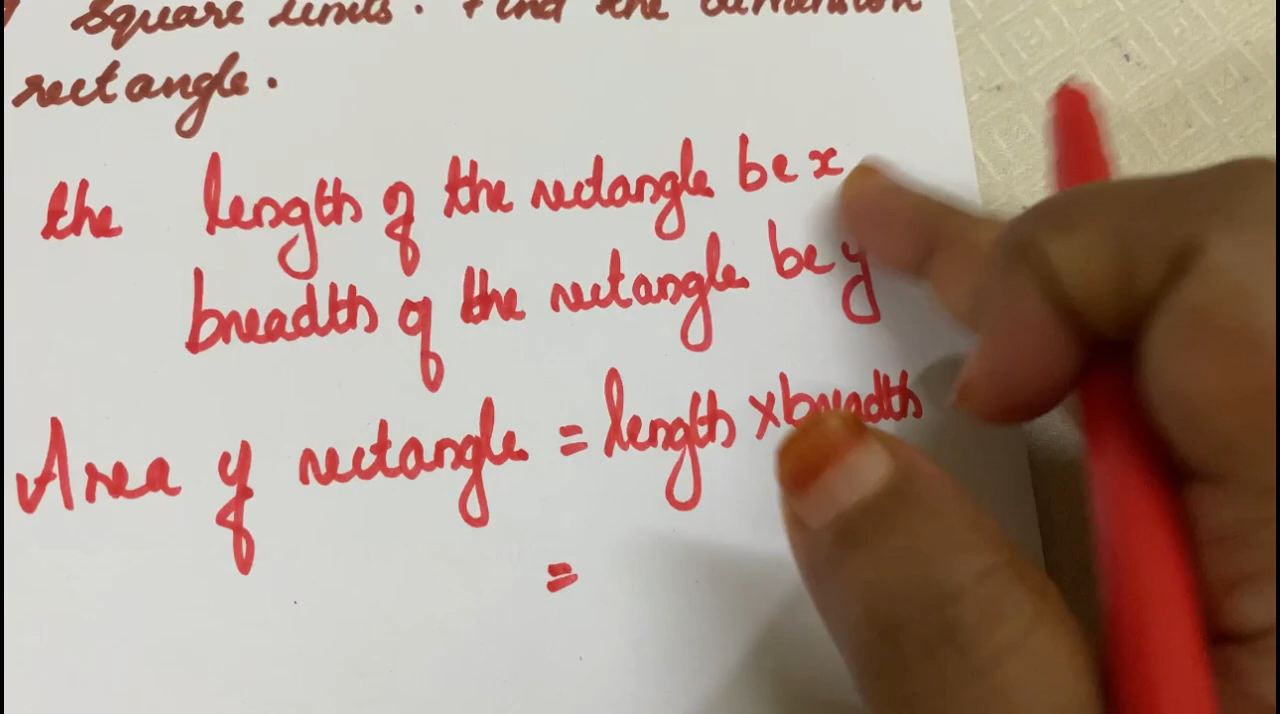 square units. Find the dimension
rectangle.
the length of the rectangle be x
breadth of the rectangle be y
Area of rectangle = length × breadth
=